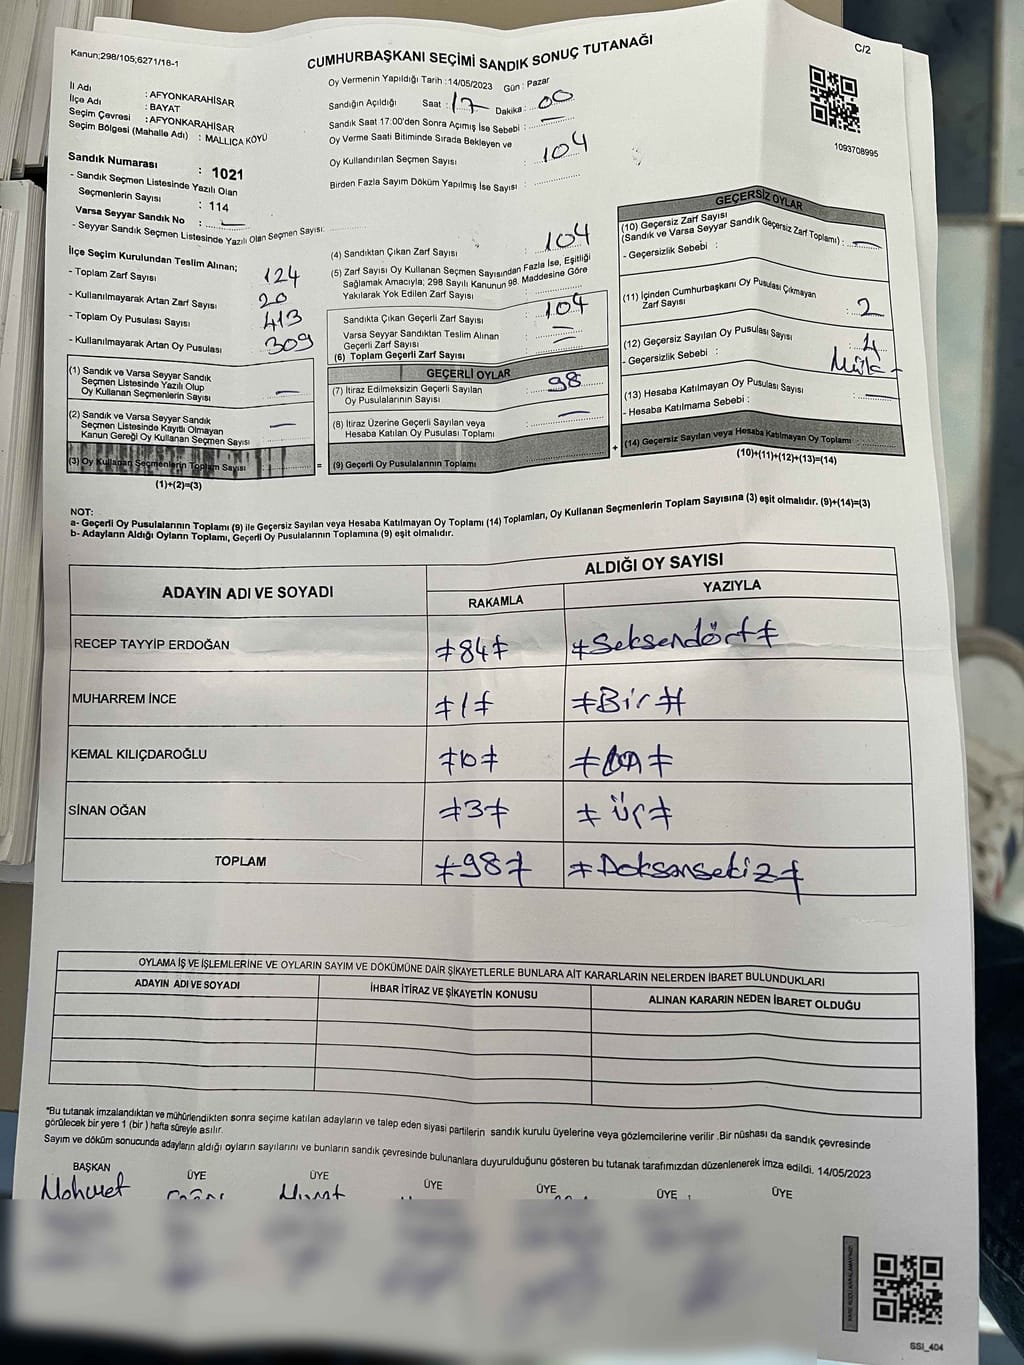 Kanun;298/105;6271/18-1
CUMHURBAŞKANI SEÇİMİ SANDIK SONUÇ TUTANAĞI
C/2
İl Adı : AFYONKARAHİSAR
İlçe Adı : BAYAT
Seçim Çevresi : AFYONKARAHİSAR
Seçim Bölgesi (Mahalle Adı) : MALLICA KÖYÜ
Sandık Numarası : 1021
- Sandık Seçmen Listesinde Yazılı Olan
Seçmenlerin Sayısı : 114
Varsa Seyyar Sandık No : —
- Seyyar Sandık Seçmen Listesinde Yazılı Olan Seçmen Sayısı:
Oy Vermenin Yapıldığı Tarih :14/05/2023 Gün : Pazar
Sandığın Açıldığı Saat : 17 Dakika : 00
Sandık Saat 17:00'den Sonra Açımış İse Sebebi : —
Oy Verme Saati Bitiminde Sırada Bekleyen ve
Oy Kullandırılan Seçmen Sayısı : 104
Birden Fazla Sayım Döküm Yapılmış İse Sayısı :
1093708995
İlçe Seçim Kurulundan Teslim Alınan;
- Toplam Zarf Sayısı 124
- Kullanılmayarak Artan Zarf Sayısı 20
- Toplam Oy Pusulası Sayısı 413
- Kullanılmayarak Artan Oy Pusulası 309
(1) Sandık ve Varsa Seyyar Sandık
Seçmen Listesinde Yazılı Olup
Oy Kullanan Seçmenlerin Sayısı —
(2) Sandık ve Varsa Seyyar Sandık
Seçmen Listesinde Kayıtlı Olmayan
Kanun Gereği Oy Kullanan Seçmen Sayısı —
(3) Oy Kullanan Seçmenlerin Toplam Sayısı =
(1)+(2)=(3)
(4) Sandıktan Çıkan Zarf Sayısı : 104
(5) Zarf Sayısı Oy Kullanan Seçmen Sayısından Fazla İse, Eşitliği
Sağlamak Amacıyla; 298 Sayılı Kanunun 98. Maddesine Göre
Yakılarak Yok Edilen Zarf Sayısı :
Sandıkta Çıkan Geçerli Zarf Sayısı : 104
Varsa Seyyar Sandıktan Teslim Alınan
Geçerli Zarf Sayısı : —
(6) Toplam Geçerli Zarf Sayısı :
GEÇERLİ OYLAR
(7) İtiraz Edilmeksizin Geçerli Sayılan
Oy Pusulalarının Sayısı : 98
(8) İtiraz Üzerine Geçerli Sayılan veya
Hesaba Katılan Oy Pusulası Toplamı : —
(9) Geçerli Oy Pusulalarının Toplamı +
GEÇERSİZ OYLAR
(10) Geçersiz Zarf Sayısı
(Sandık ve Varsa Seyyar Sandık Geçersiz Zarf Toplamı) : —
- Geçersizlik Sebebi :
(11) İçinden Cumhurbaşkanı Oy Pusulası Çıkmayan
Zarf Sayısı : 2
(12) Geçersiz Sayılan Oy Pusulası Sayısı : 4
- Geçersizlik Sebebi :
(13) Hesaba Katılmayan Oy Pusulası Sayısı : —
- Hesaba Katılmama Sebebi :
(14) Geçersiz Sayılan veya Hesaba Katılmayan Oy Toplamı :
(10)+(11)+(12)+(13)=(14)
NOT:
a- Geçerli Oy Pusulalarının Toplamı (9) ile Geçersiz Sayılan veya Hesaba Katılmayan Oy Toplamı (14) Toplamları, Oy Kullanan Seçmenlerin Toplam Sayısına (3) eşit olmalıdır. (9)+(14)=(3)
b- Adayların Aldığı Oyların Toplamı, Geçerli Oy Pusulalarının Toplamına (9) eşit olmalıdır.
ADAYIN ADI VE SOYADI ALDIĞI OY SAYISI
RAKAMLA YAZIYLA
RECEP TAYYİP ERDOĞAN ≠84≠ ≠Seksendört≠
MUHARREM İNCE ≠1≠ ≠Bir≠
KEMAL KILIÇDAROĞLU ≠10≠ ≠On≠
SİNAN OĞAN ≠3≠ ≠üç≠
TOPLAM ≠98≠ ≠Doksansekiz≠
OYLAMA İŞ VE İŞLEMLERİNE VE OYLARIN SAYIM VE DÖKÜMÜNE DAİR ŞİKAYETLERLE BUNLARA AİT KARARLARIN NELERDEN İBARET BULUNDUKLARI
ADAYIN ADI VE SOYADI İHBAR İTİRAZ VE ŞİKAYETİN KONUSU ALINAN KARARIN NEDEN İBARET OLDUĞU
*Bu tutanak imzalandıktan ve mühürlendikten sonra seçime katılan adayların ve talep eden siyasi partilerin sandık kurulu üyelerine veya gözlemcilerine verilir .Bir nüshası da sandık çevresinde
görülecek bir yere 1 (bir ) hafta süreyle asılır.
Sayım ve döküm sonucunda adayların aldığı oyların sayılarını ve bunların sandık çevresinde bulunanlara duyurulduğunu gösteren bu tutanak tarafımızdan düzenlenerek imza edildi. 14/05/2023
BAŞKAN ÜYE ÜYE ÜYE ÜYE ÜYE ÜYE
Mehmet Murat
SSI_404